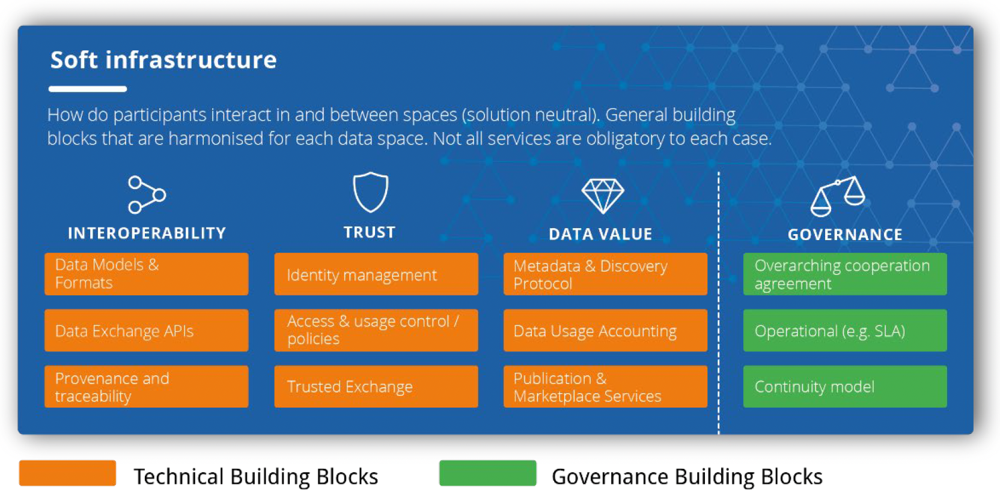 Soft infrastructure
How do participants interact in and between spaces (solution neutral). General building
blocks that are harmonised for each data space. Not all services are obligatory to each case.
INTEROPERABILITY
Data Models &
Formats
Data Exchange APIs
Provenance and
traceability
TRUST
Identity management
Access & usage control /
policies
Trusted Exchange
DATA VALUE
Metadata & Discovery
Protocol
Data Usage Accounting
Publication &
Marketplace Services
GOVERNANCE
Overarching cooperation
agreement
Operational (e.g. SLA)
Continuity model
Technical Building Blocks
Governance Building Blocks